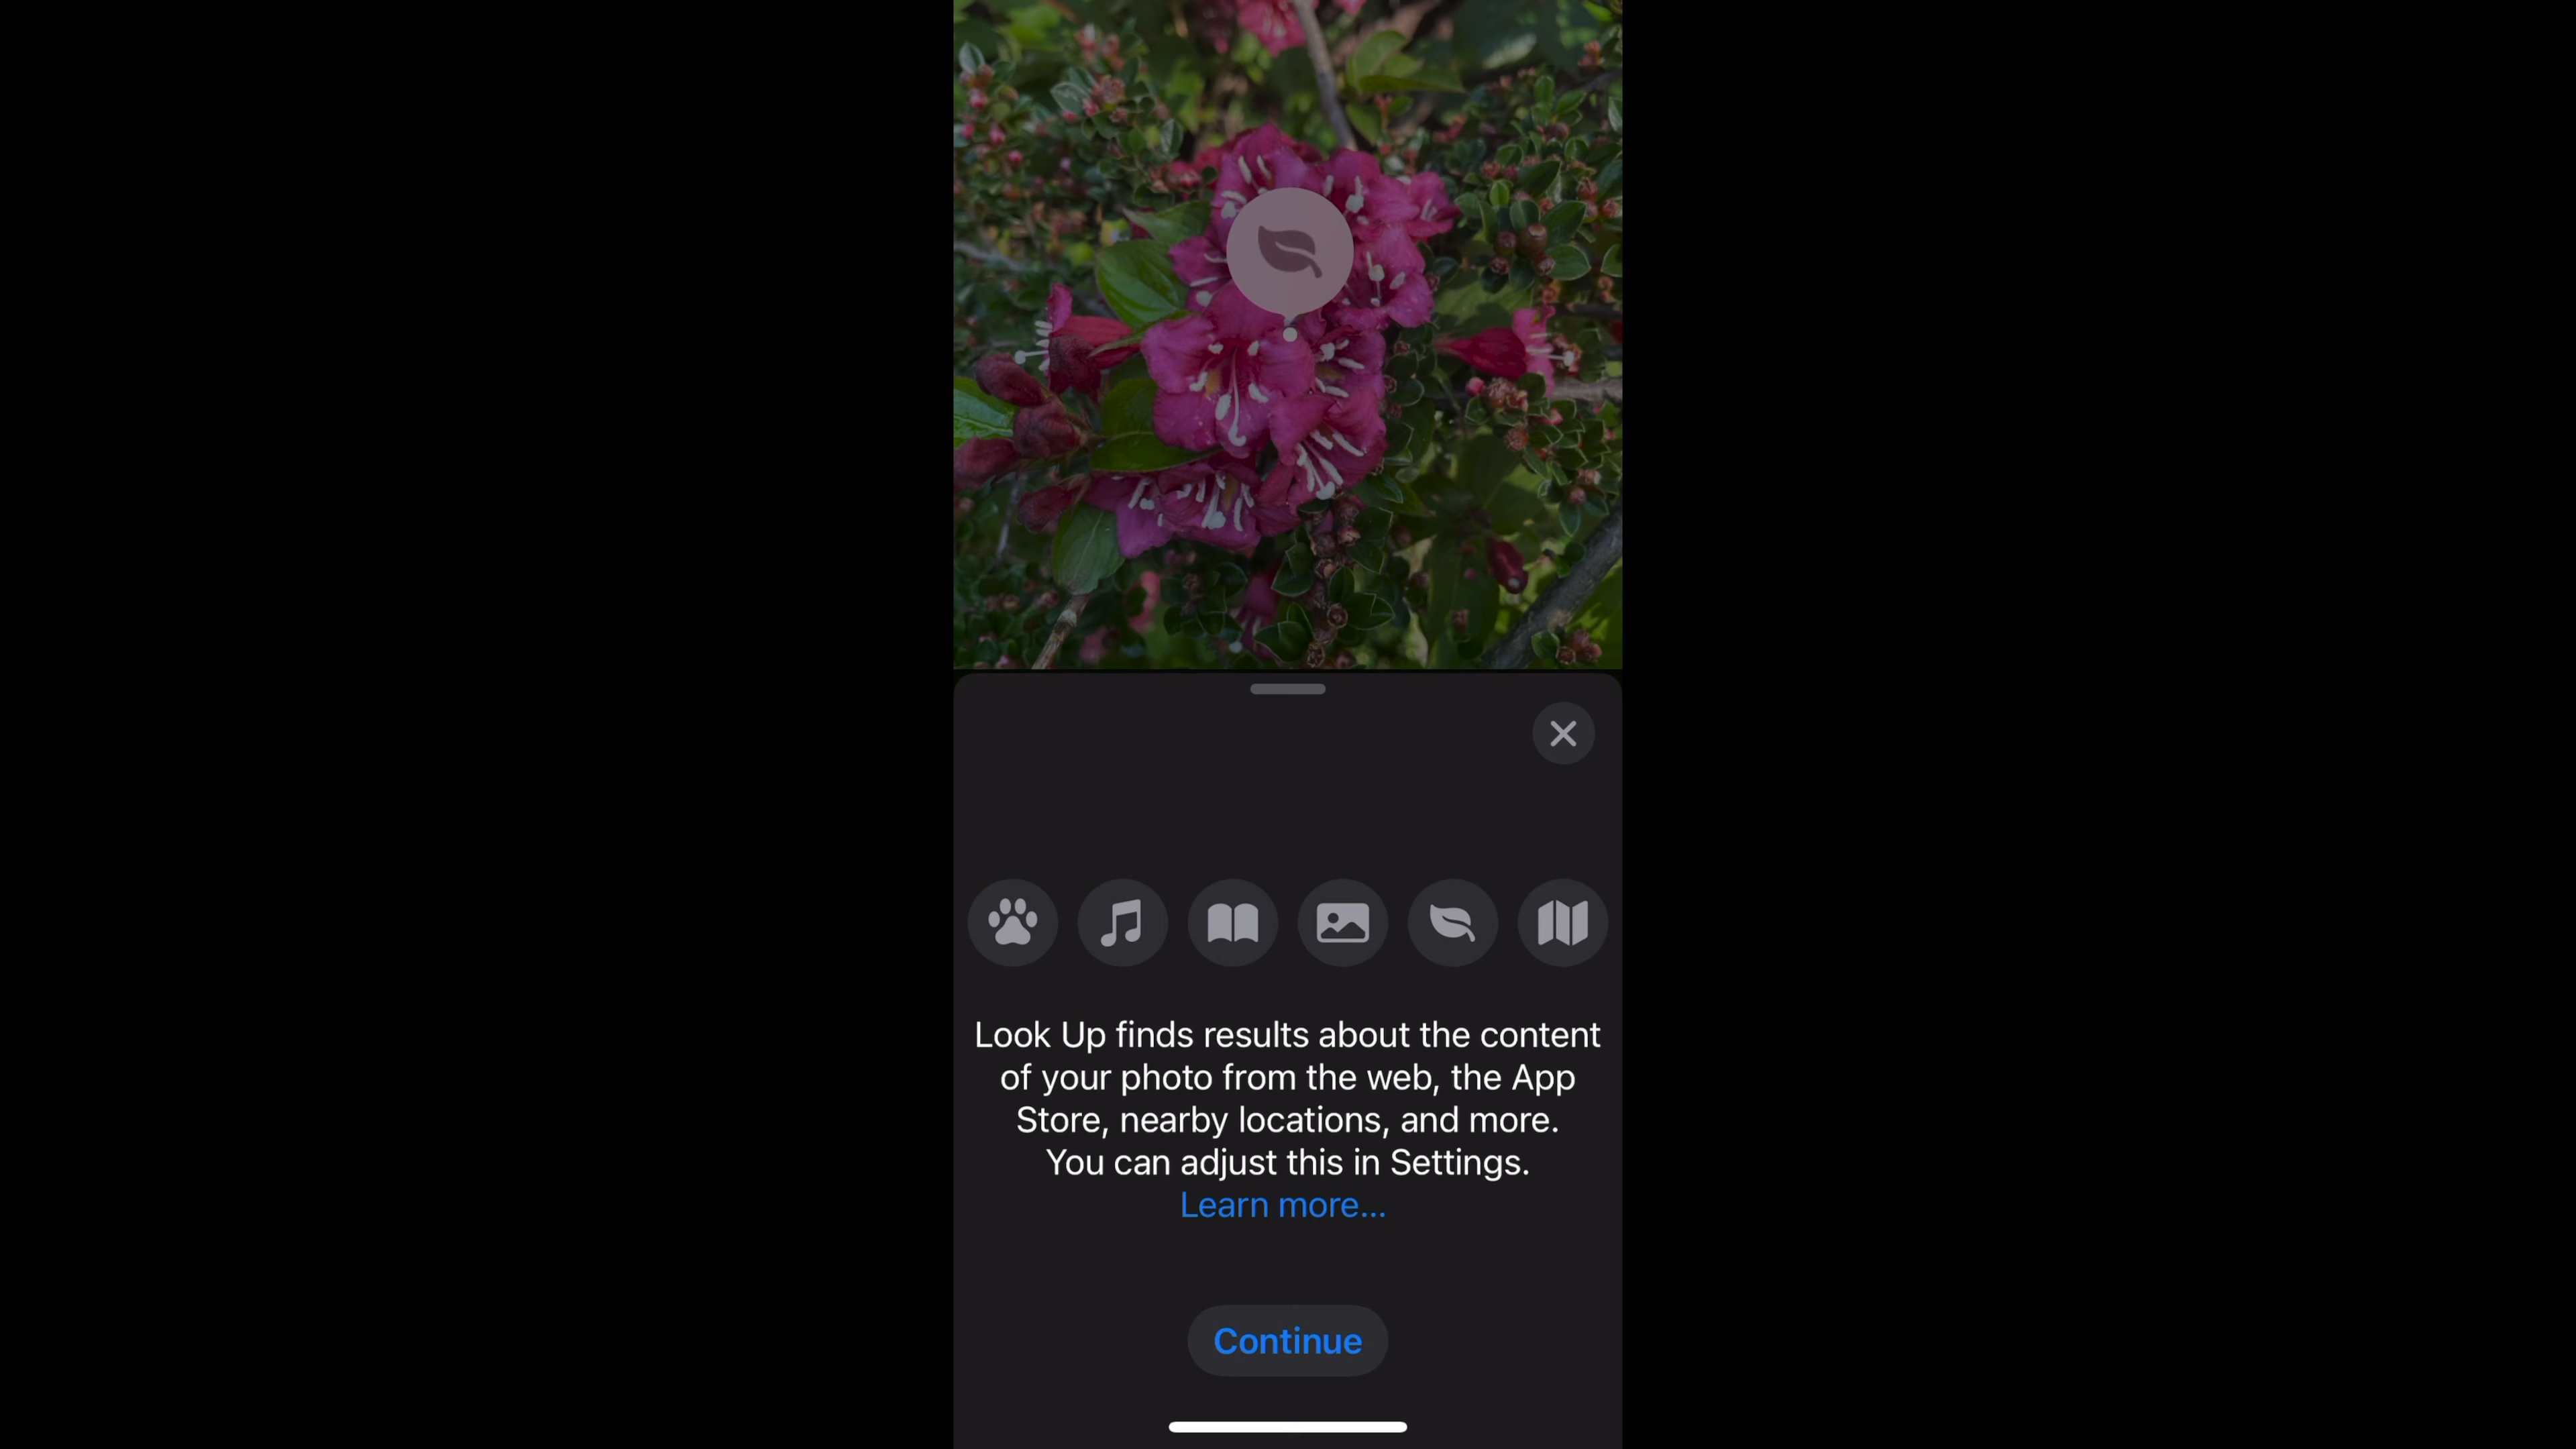 Look Up finds results about the content
of your photo from the web, the App
Store, nearby locations, and more.
You can adjust this in Settings.
Learn more...
Continue